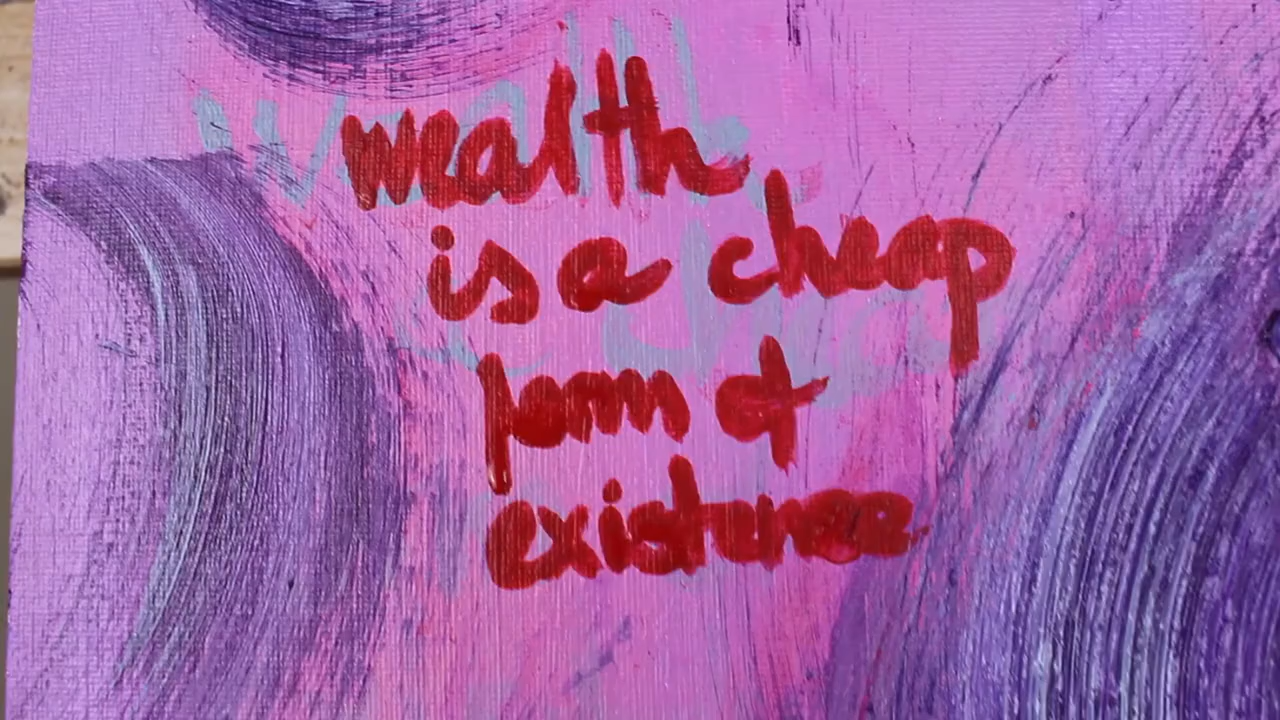 wealth
is a cheap
form of
existence